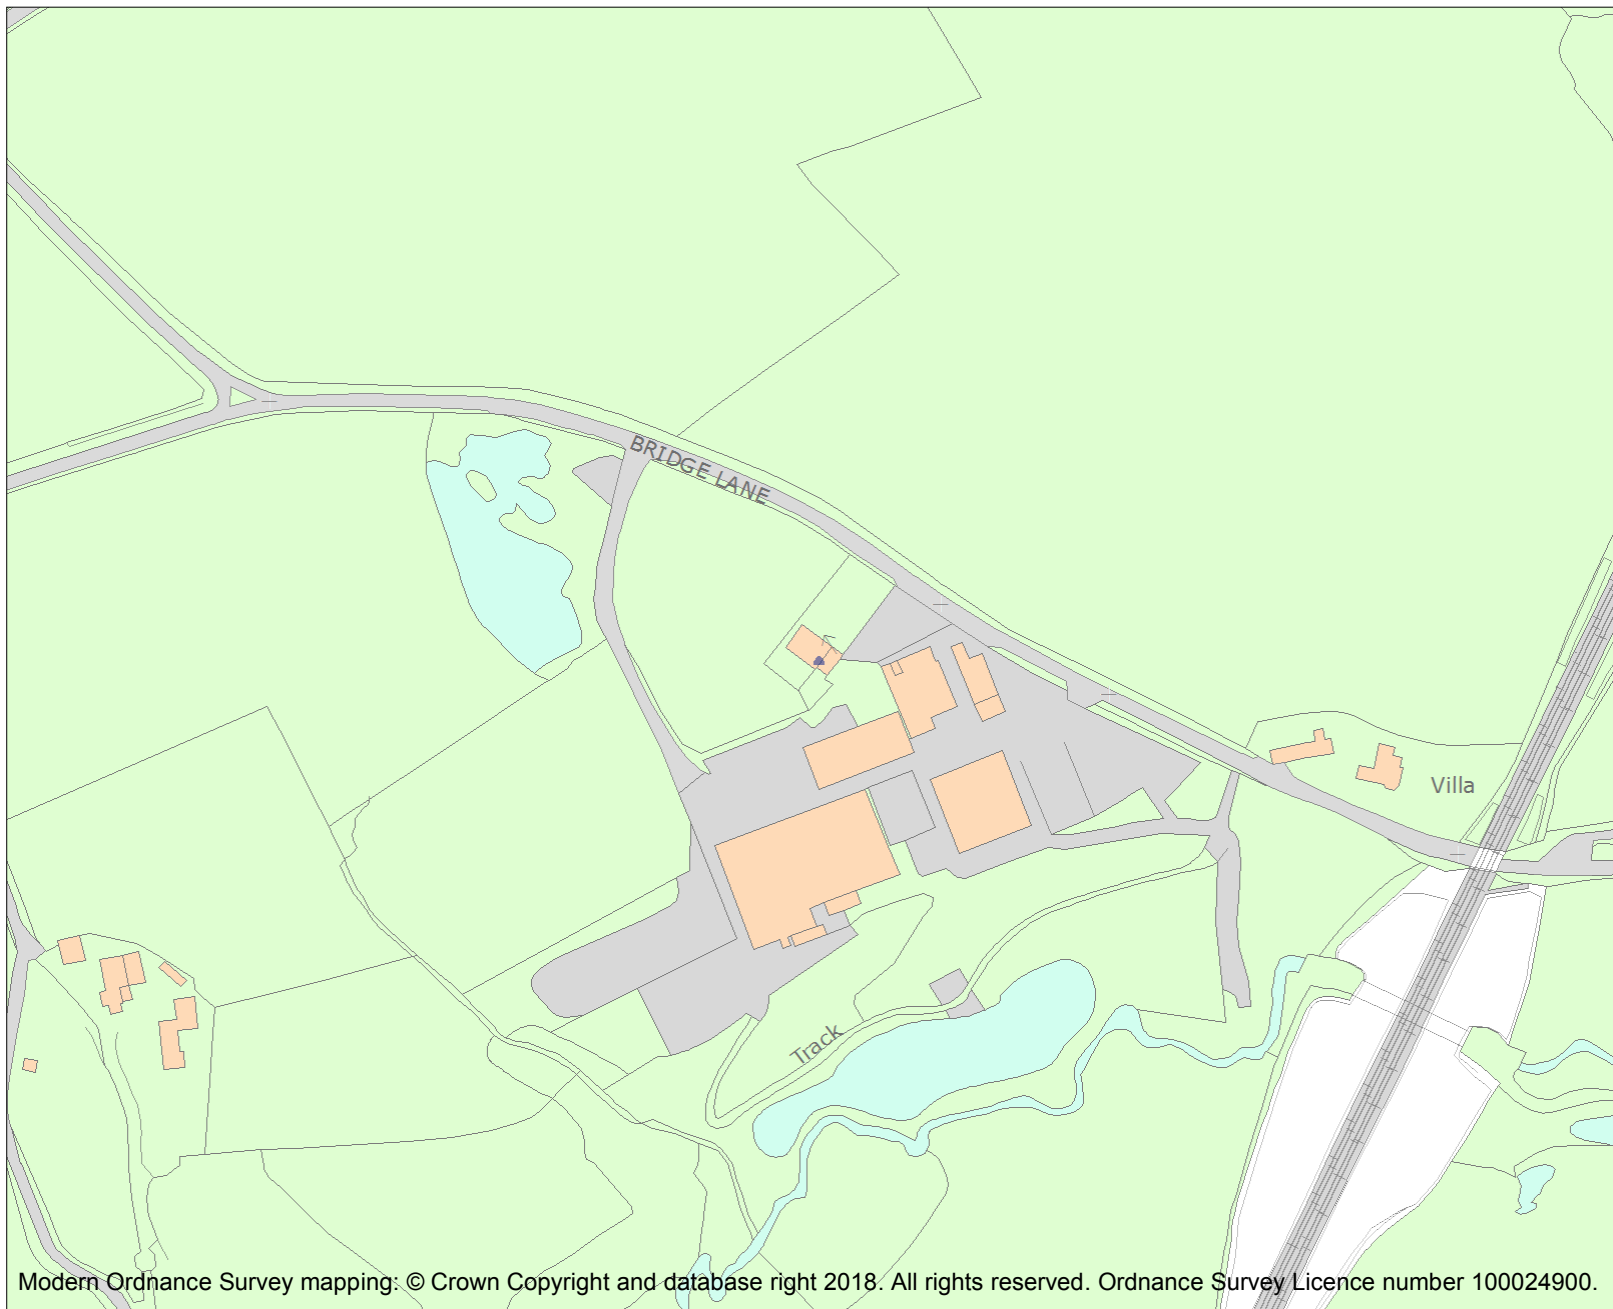 BRIDGE LANE
Villa
Track
Modern Ordnance Survey mapping: © Crown Copyright and database right 2018. All rights reserved. Ordnance Survey Licence number 100024900.